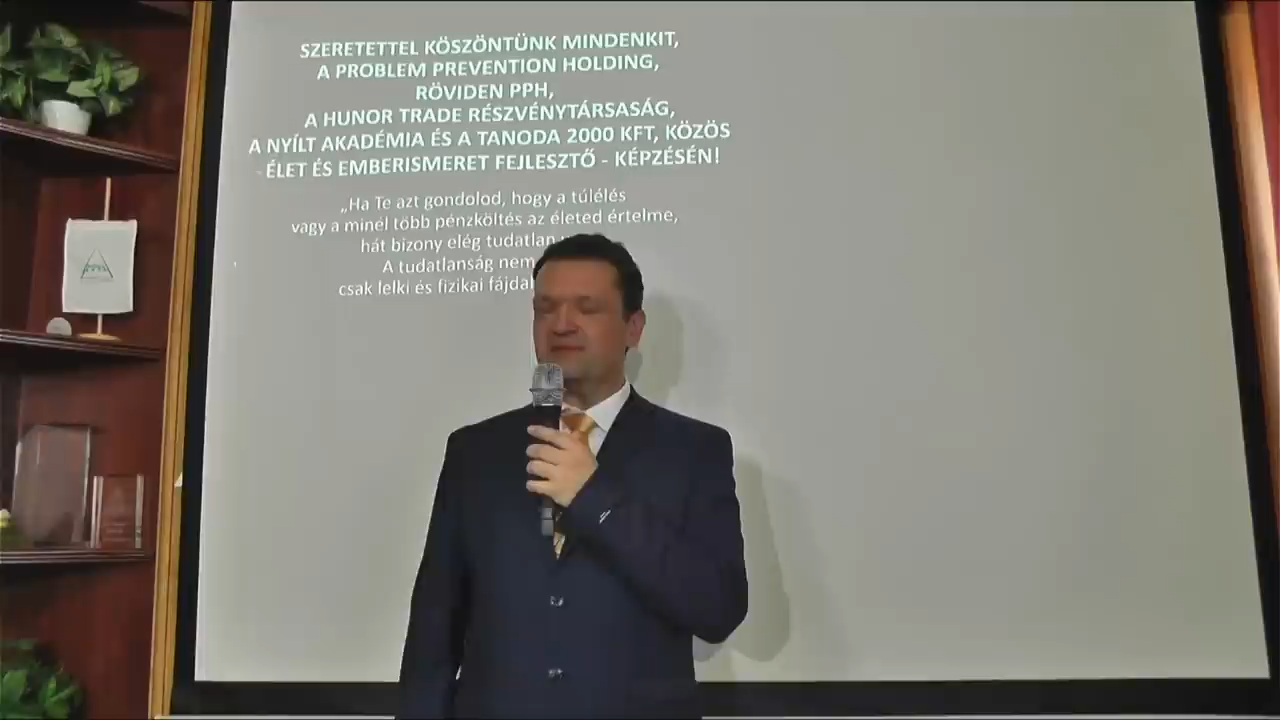 SZERETETTEL KÖSZÖNTÜNK MINDENKIT,
A PROBLEM PREVENTION HOLDING,
RÖVIDEN PPH,
A HUNOR TRADE RÉSZVÉNYTÁRSASÁG,
A NYÍLT AKADÉMIA ÉS A TANODA 2000 KFT, KÖZÖS
ÉLET ÉS EMBERISMERET FEJLESZTŐ - KÉPZÉSÉN!
„Ha Te azt gondolod, hogy a túlélés
vagy a minél több pénzköltés az életed értelme,
hát bizony elég tudatlan
A tudatlanság nem
csak lelki és fizikai